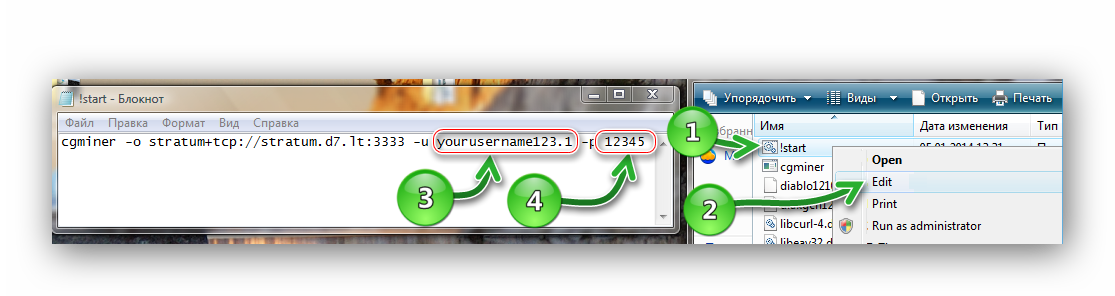 !start - Блокнот
Файл Правка Формат Вид Справка
cgminer -o stratum+tcp://stratum.d7.lt:3333 -u yourusername123.1 -p 12345
3
4
Упорядочить Виды Открыть Печать
Имя Дата изменения Тип
1
!start
cgminer
2
libcurl-4.d
Open
Edit
Print
Run as administrator